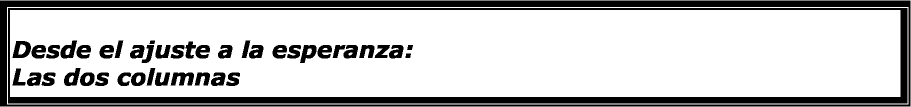 Desde el ajuste a la esperanza:
Las dos columnas